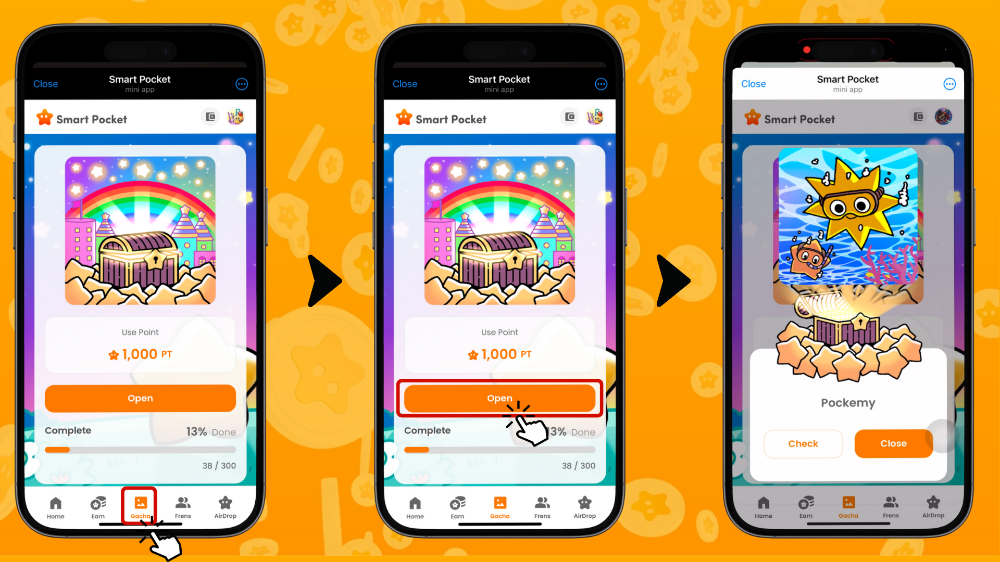 Close
Smart Pocket
mini app
Smart Pocket
Use Point
1,000 PT
Open
Complete
13% Done
38 / 300
Home
Earn
Gacha
Frens
AirDrop
Close
Smart Pocket
mini app
Smart Pocket
Use Point
1,000 PT
Open
Complete
13% Done
38 / 300
Home
Earn
Gacha
Frens
AirDrop
Close
Smart Pocket
mini app
Smart Pocket
Pockemy
Check
Close
Home
Earn
Gacha
Frens
AirDrop